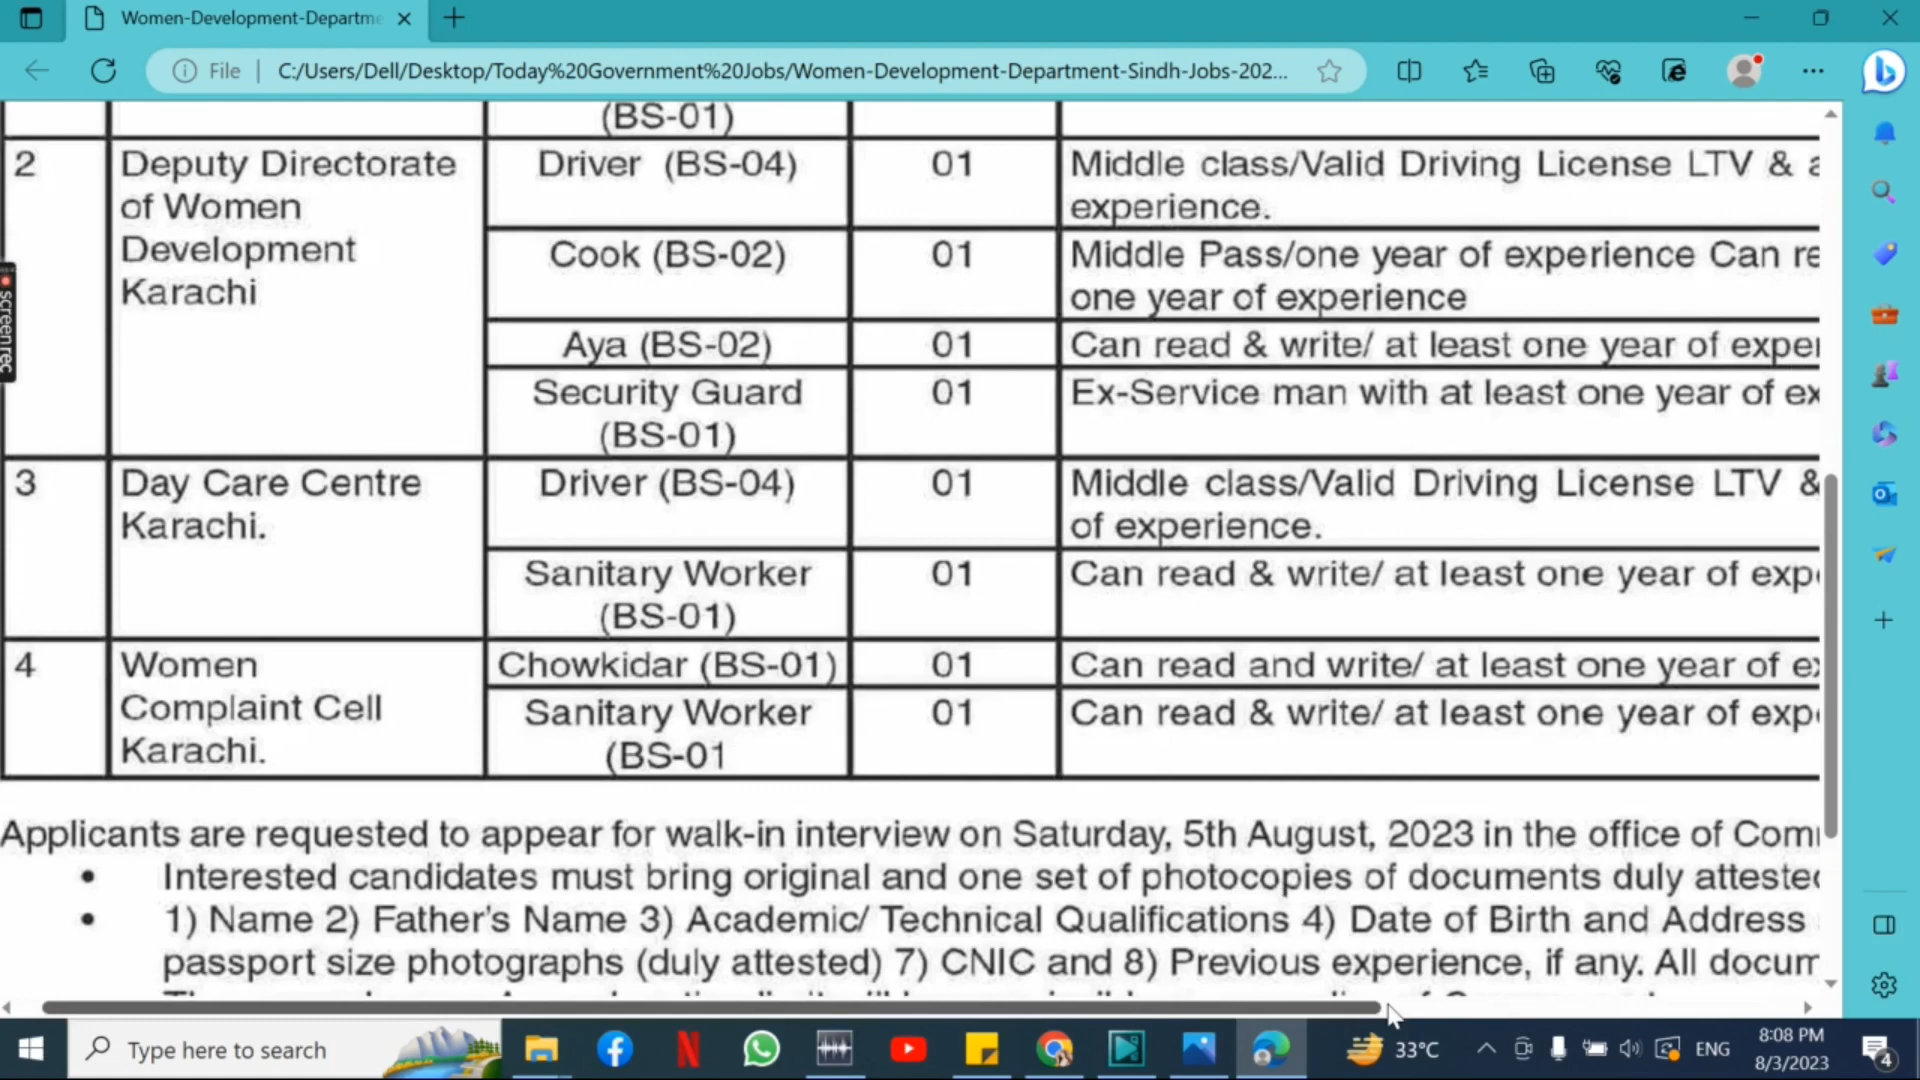 Women-Development-Departme
File
C:/Users/Dell/Desktop/Today%20Government%20Jobs/Women-Development-Department-Sindh-Jobs-202...
screenrec
(BS-01)
2
Deputy Directorate
of Women
Development
Karachi
Driver (BS-04)
01
Middle class/Valid Driving License LTV & a
experience.
Cook (BS-02)
01
Middle Pass/one year of experience Can re
one year of experience
Aya (BS-02)
01
Can read & write/ at least one year of exper
Security Guard
(BS-01)
01
Ex-Service man with at least one year of ex
3
Day Care Centre
Karachi.
Driver (BS-04)
01
Middle class/Valid Driving License LTV &
of experience.
Sanitary Worker
(BS-01)
01
Can read & write/ at least one year of exp
4
Women
Complaint Cell
Karachi.
Chowkidar (BS-01)
01
Can read and write/ at least one year of ex
Sanitary Worker
(BS-01
01
Can read & write/ at least one year of exp
Applicants are requested to appear for walk-in interview on Saturday, 5th August, 2023 in the office of Com
• Interested candidates must bring original and one set of photocopies of documents duly atteste
• 1) Name 2) Father's Name 3) Academic/ Technical Qualifications 4) Date of Birth and Address
passport size photographs (duly attested) 7) CNIC and 8) Previous experience, if any. All docum
Type here to search
33°C
ENG
8:08 PM
8/3/2023
4